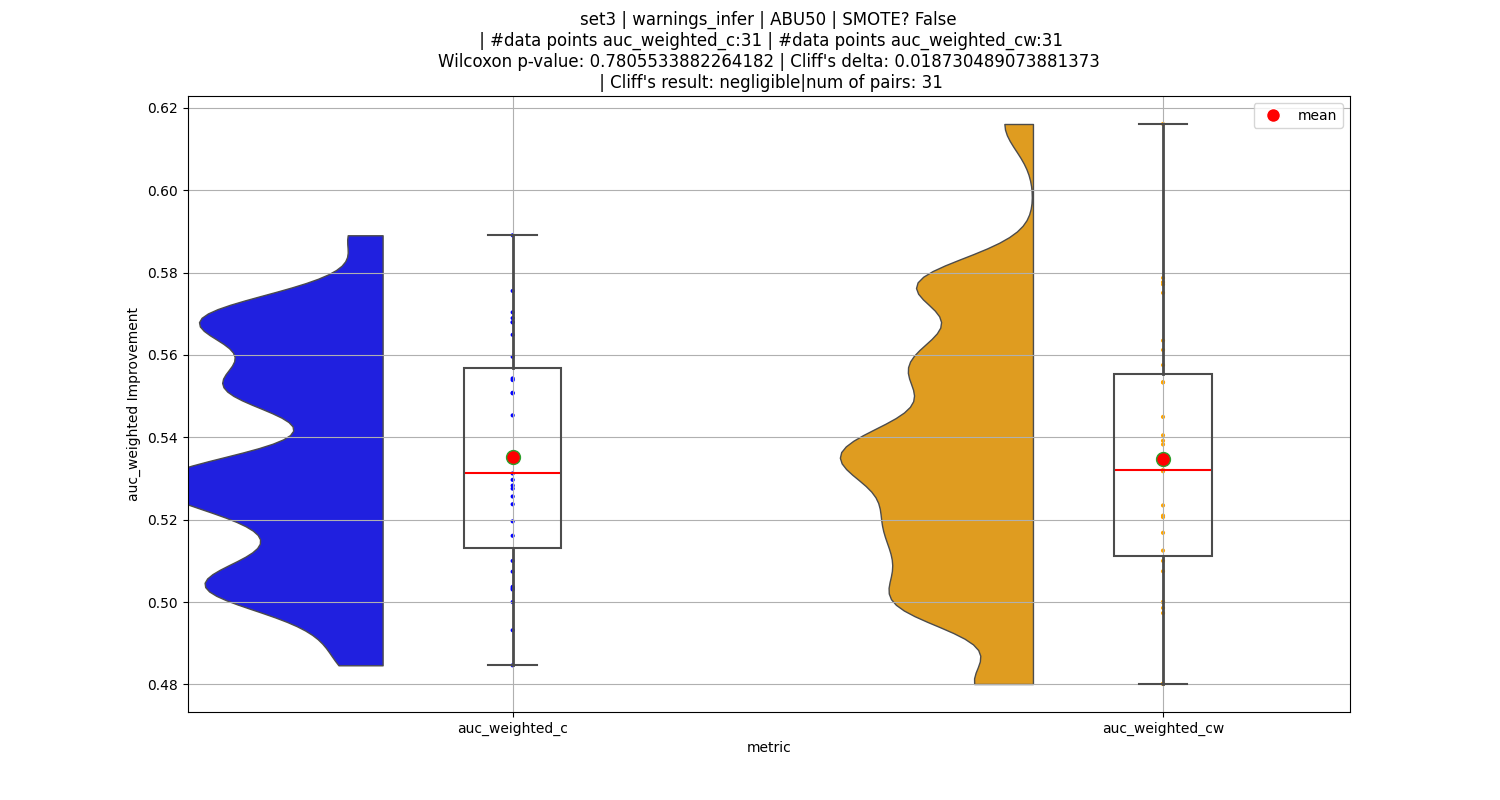 set3 | warnings_infer | ABU50 | SMOTE? False
| #data points auc_weighted_c:31 | #data points auc_weighted_cw:31
Wilcoxon p-value: 0.7805533882264182 | Cliff's delta: 0.018730489073881373
| Cliff's result: negligible|num of pairs: 31
mean
0.62
0.60
0.58
0.56
0.54
0.52
0.50
0.48
auc_weighted Improvement
auc_weighted_c
auc_weighted_cw
metric